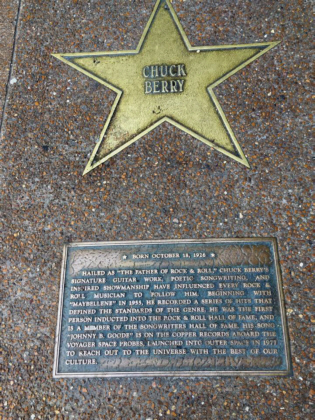 CHUCK
BERRY
★ BORN OCTOBER 18, 1926 ★
HAILED AS "THE FATHER OF ROCK & ROLL," CHUCK BERRY'S
SIGNATURE GUITAR WORK, POETIC SONGWRITING, AND
INSPIRED SHOWMANSHIP HAVE INFLUENCED EVERY ROCK &
ROLL MUSICIAN TO FOLLOW HIM. BEGINNING WITH
"MAYBELLENE" IN 1955, HE RECORDED A SERIES OF HITS THAT
DEFINED THE STANDARDS OF THE GENRE. HE WAS THE FIRST
PERSON INDUCTED INTO THE ROCK & ROLL HALL OF FAME, AND
IS A MEMBER OF THE SONGWRITERS HALL OF FAME. HIS SONG
"JOHNNY B. GOODE" IS ON THE COPPER RECORDS ABOARD THE
VOYAGER SPACE PROBES, LAUNCHED INTO OUTER SPACE IN 1977
TO REACH OUT TO THE UNIVERSE WITH THE BEST OF OUR
CULTURE.